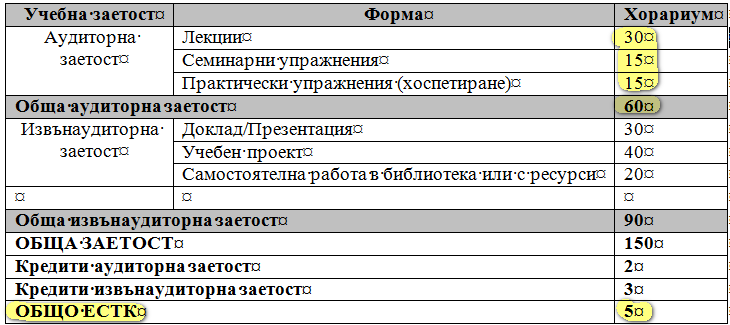 Учебна заетост Форма Хорариум
Аудиторна заетост Лекции 30
Семинарни упражнения 15
Практически упражнения (хоспетиране) 15
Обща аудиторна заетост 60
Извънаудиторна заетост Доклад/Презентация 30
Учебен проект 40
Самостоятелна работа в библиотека или с ресурси 20
Обща извънаудиторна заетост 90
ОБЩА ЗАЕТОСТ 150
Кредити аудиторна заетост 2
Кредити извънаудиторна заетост 3
ОБЩО ЕСТК 5